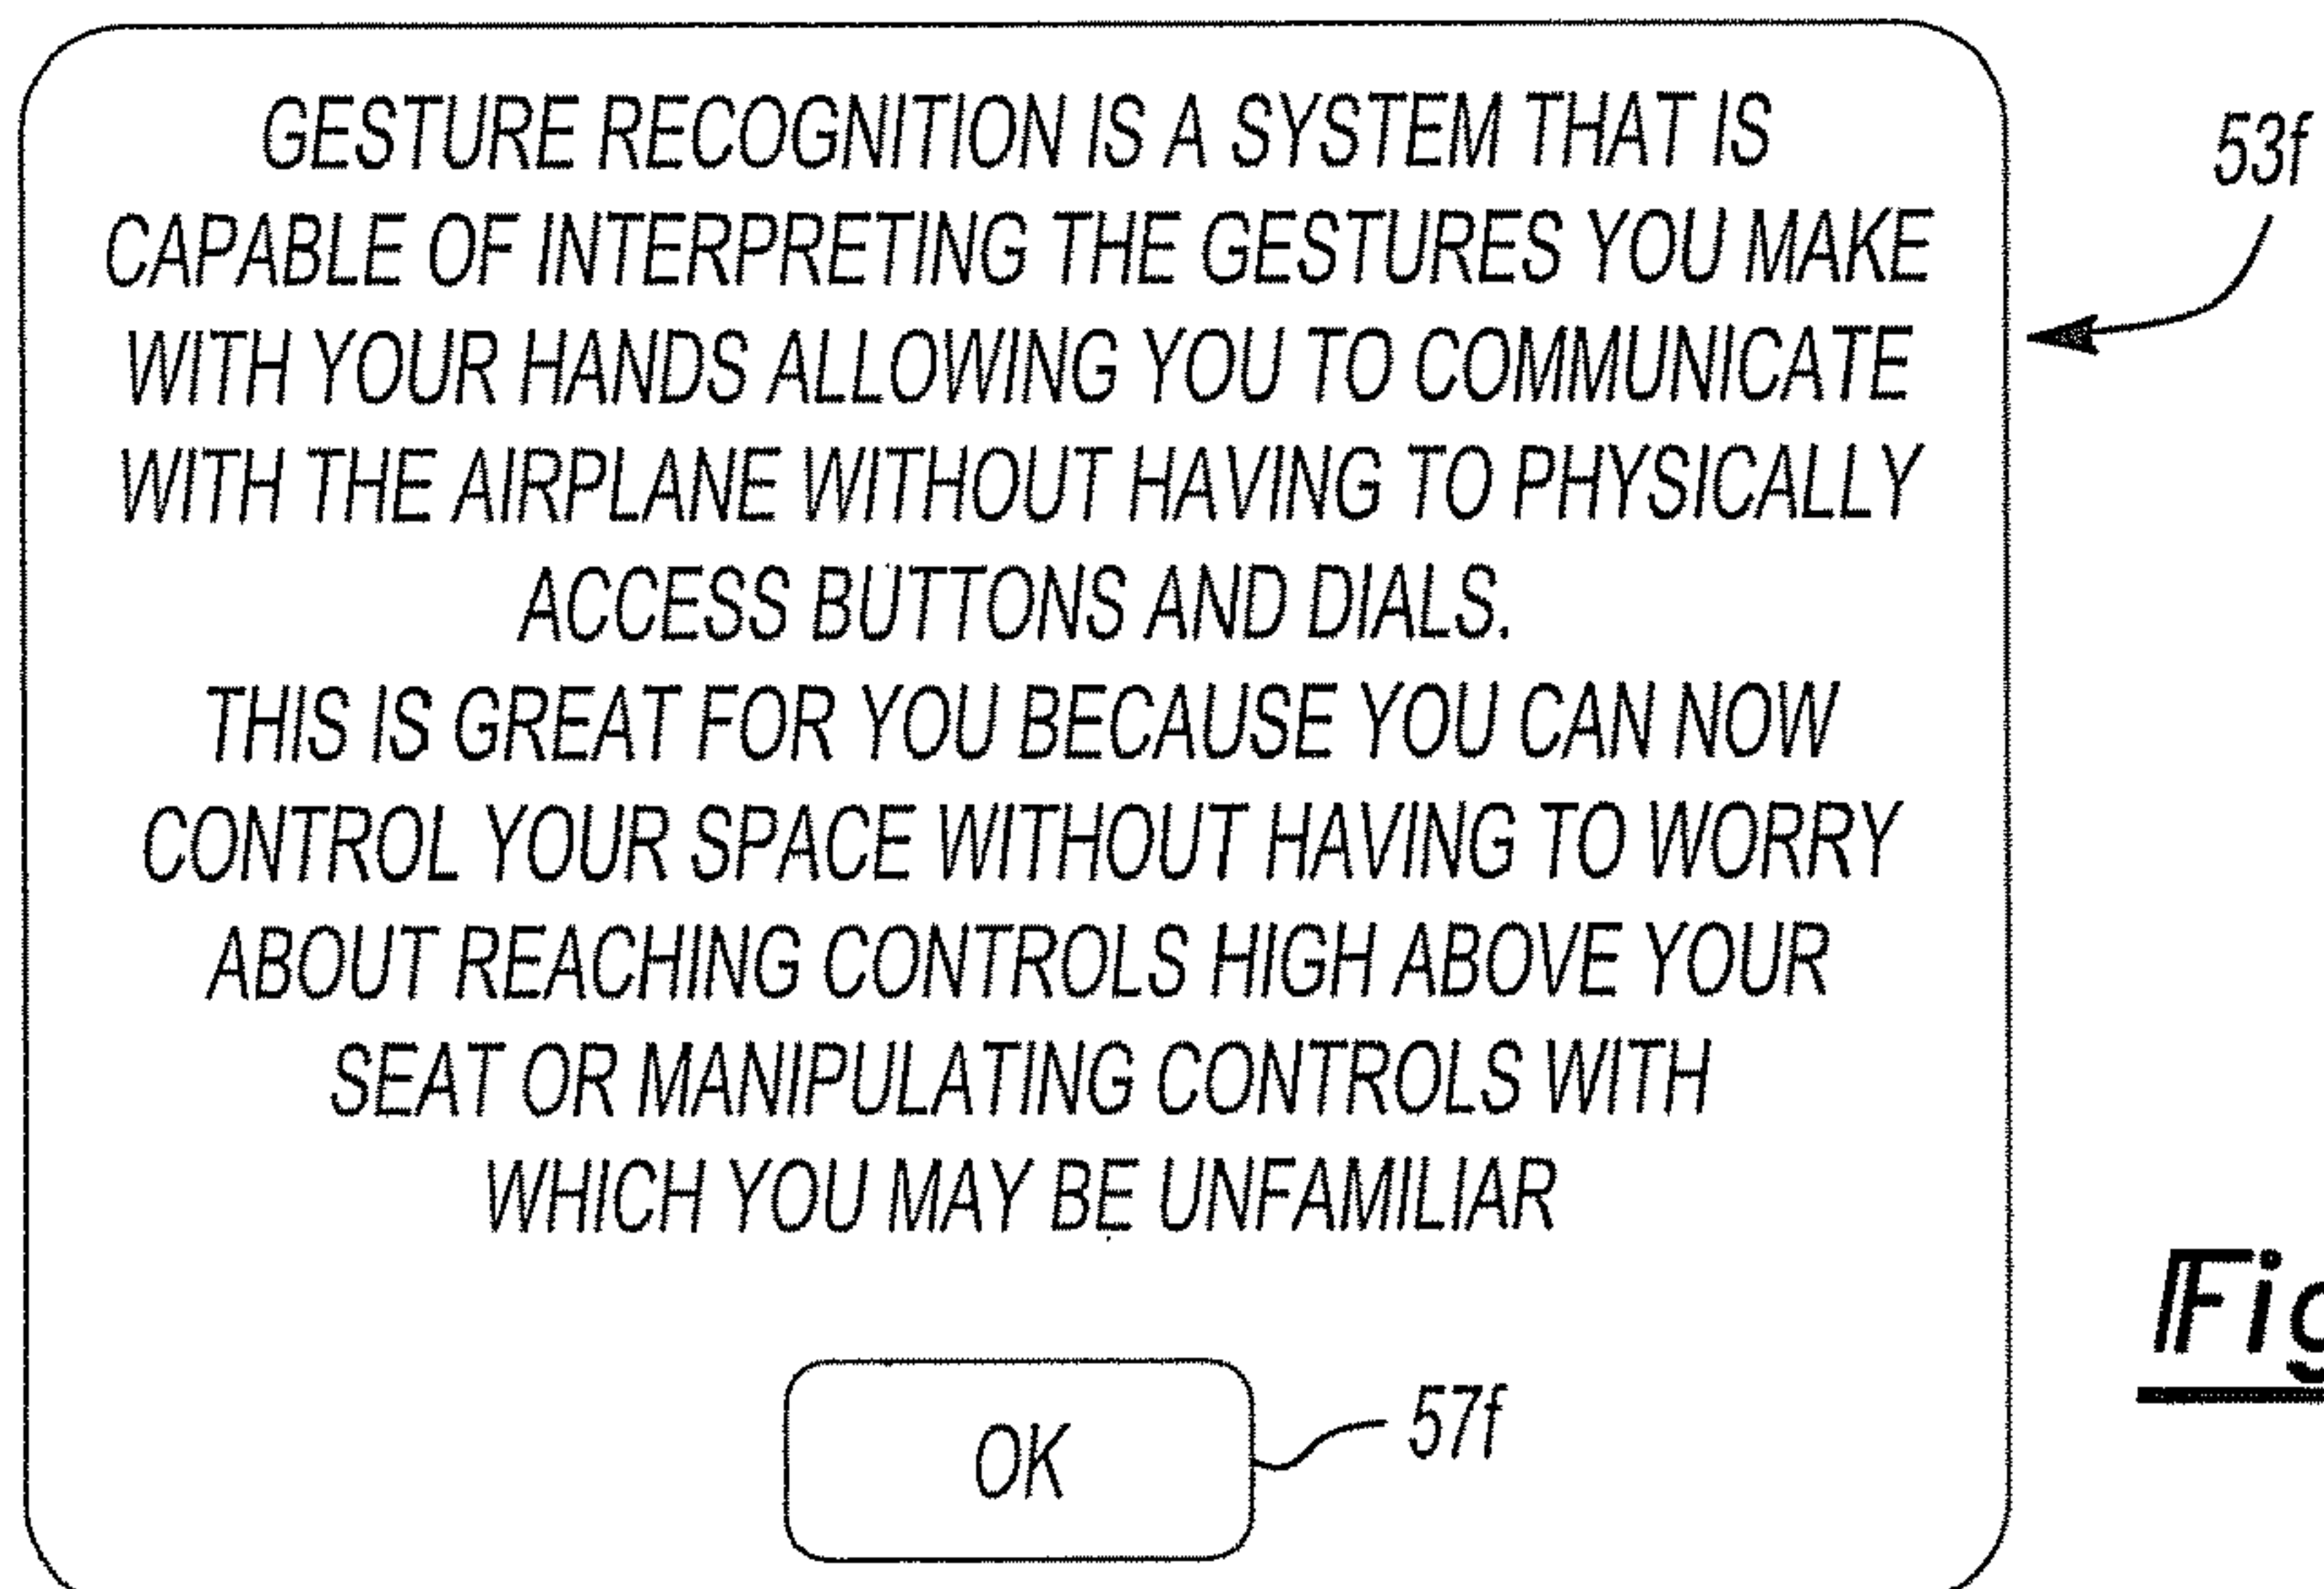 GESTURE RECOGNITION IS A SYSTEM THAT IS
CAPABLE OF INTERPRETING THE GESTURES YOU MAKE
WITH YOUR HANDS ALLOWING YOU TO COMMUNICATE
WITH THE AIRPLANE WITHOUT HAVING TO PHYSICALLY
ACCESS BUTTONS AND DIALS.
THIS IS GREAT FOR YOU BECAUSE YOU CAN NOW
CONTROL YOUR SPACE WITHOUT HAVING TO WORRY
ABOUT REACHING CONTROLS HIGH ABOVE YOUR
SEAT OR MANIPULATING CONTROLS WITH
WHICH YOU MAY BE UNFAMILIAR
OK
57f
53f
Fig